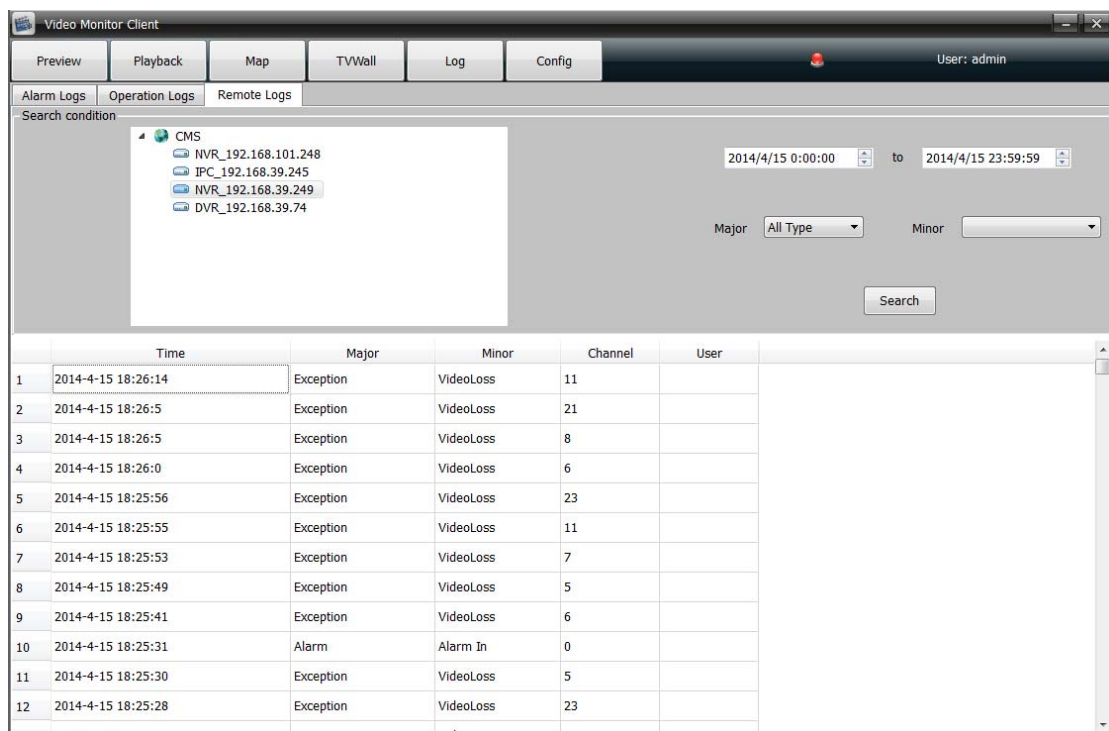 Video Monitor Client
Preview Playback Map TVWall Log Config User: admin
Alarm Logs Operation Logs Remote Logs
Search condition
CMS
NVR_192.168.101.248
IPC_192.168.39.245
NVR_192.168.39.249
DVR_192.168.39.74
2014/4/15 0:00:00 to 2014/4/15 23:59:59
Major All Type Minor
Search
Time Major Minor Channel User
1 2014-4-15 18:26:14 Exception VideoLoss 11
2 2014-4-15 18:26:5 Exception VideoLoss 21
3 2014-4-15 18:26:5 Exception VideoLoss 8
4 2014-4-15 18:26:0 Exception VideoLoss 6
5 2014-4-15 18:25:56 Exception VideoLoss 23
6 2014-4-15 18:25:55 Exception VideoLoss 11
7 2014-4-15 18:25:53 Exception VideoLoss 7
8 2014-4-15 18:25:49 Exception VideoLoss 5
9 2014-4-15 18:25:41 Exception VideoLoss 6
10 2014-4-15 18:25:31 Alarm Alarm In 0
11 2014-4-15 18:25:30 Exception VideoLoss 5
12 2014-4-15 18:25:28 Exception VideoLoss 23